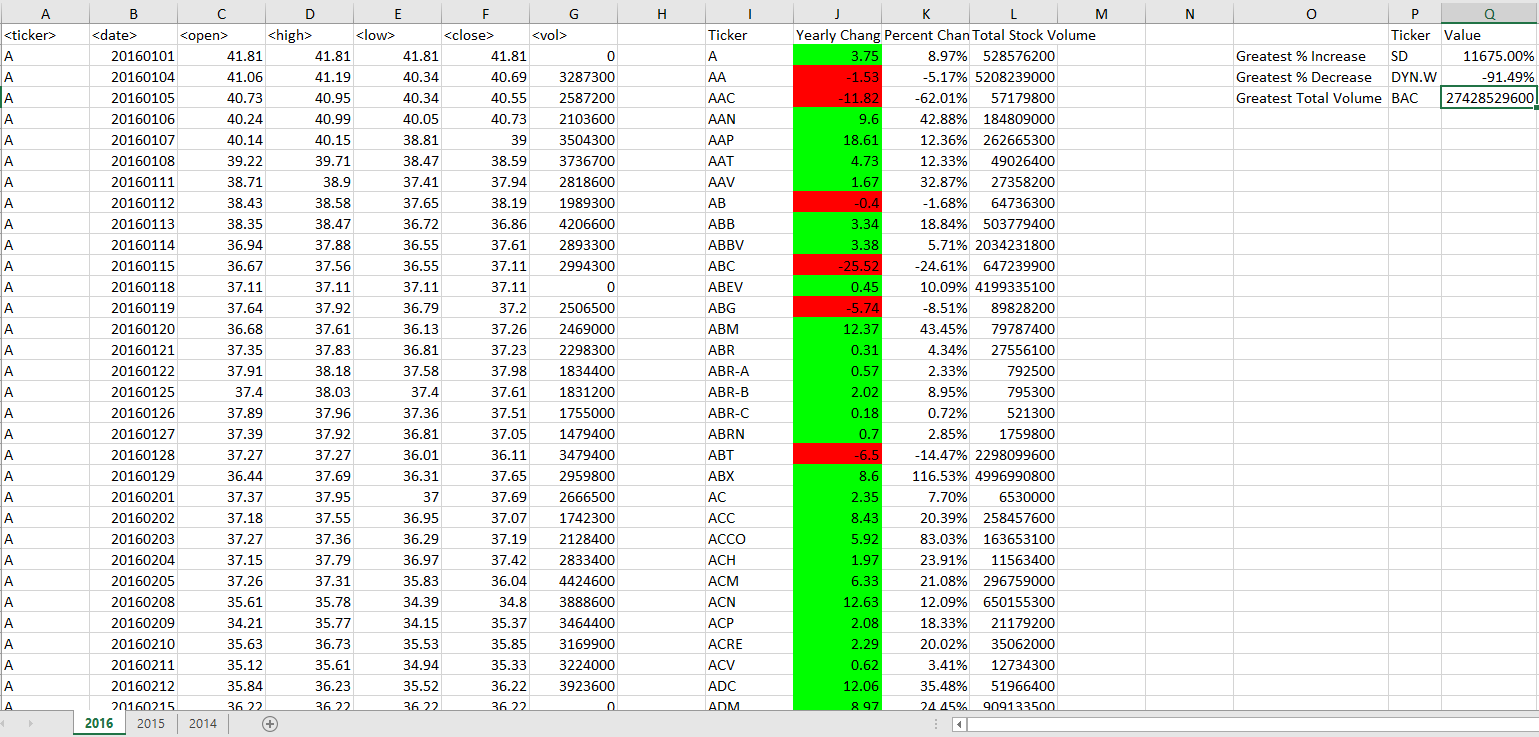 A B C D E F G H I J K L M N O P Q
<ticker> <date> <open> <high> <low> <close> <vol> Ticker Yearly Chang Percent Chan Total Stock Volume Ticker Value
A 20160101 41.81 41.81 41.81 41.81 0 A 3.75 8.97% 528576200 Greatest % Increase SD 11675.00%
A 20160104 41.06 41.19 40.34 40.69 3287300 AA -1.53 -5.17% 5208239000 Greatest % Decrease DYN.W -91.49%
A 20160105 40.73 40.95 40.34 40.55 2587200 AAC -11.82 -62.01% 57179800 Greatest Total Volume BAC 27428529600
A 20160106 40.24 40.99 40.05 40.73 2103600 AAN 9.6 42.88% 184809000
A 20160107 40.14 40.15 38.81 39 3504300 AAP 18.61 12.36% 262665300
A 20160108 39.22 39.71 38.47 38.59 3736700 AAT 4.73 12.33% 49026400
A 20160111 38.71 38.9 37.41 37.94 2818600 AAV 1.67 32.87% 27358200
A 20160112 38.43 38.58 37.65 38.19 1989300 AB -0.4 -1.68% 64736300
A 20160113 38.35 38.47 36.72 36.86 4206600 ABB 3.34 18.84% 503779400
A 20160114 36.94 37.88 36.55 37.61 2893300 ABBV 3.38 5.71% 2034231800
A 20160115 36.67 37.56 36.55 37.11 2994300 ABC -25.52 -24.61% 647239900
A 20160118 37.11 37.11 37.11 37.11 0 ABEV 0.45 10.09% 4199335100
A 20160119 37.64 37.92 36.79 37.2 2506500 ABG -5.74 -8.51% 89828200
A 20160120 36.68 37.61 36.13 37.26 2469000 ABM 12.37 43.45% 79787400
A 20160121 37.35 37.83 36.81 37.23 2298300 ABR 0.31 4.34% 27556100
A 20160122 37.91 38.18 37.58 37.98 1834400 ABR-A 0.57 2.33% 792500
A 20160125 37.4 38.03 37.4 37.61 1831200 ABR-B 2.02 8.95% 795300
A 20160126 37.89 37.96 37.36 37.51 1755000 ABR-C 0.18 0.72% 521300
A 20160127 37.39 37.92 36.81 37.05 1479400 ABRN 0.7 2.85% 1759800
A 20160128 37.27 37.27 36.01 36.11 3479400 ABT -6.5 -14.47% 2298099600
A 20160129 36.44 37.69 36.31 37.65 2959800 ABX 8.6 116.53% 4996990800
A 20160201 37.37 37.95 37 37.69 2666500 AC 2.35 7.70% 6530000
A 20160202 37.18 37.55 36.95 37.07 1742300 ACC 8.43 20.39% 258457600
A 20160203 37.27 37.36 36.29 37.19 2128400 ACCO 5.92 83.03% 163653100
A 20160204 37.15 37.79 36.97 37.42 2833400 ACH 1.97 23.91% 11563400
A 20160205 37.26 37.31 35.83 36.04 4424600 ACM 6.33 21.08% 296759000
A 20160208 35.61 35.78 34.39 34.8 3888600 ACN 12.63 12.09% 650155300
A 20160209 34.21 35.77 34.15 35.37 3464400 ACP 2.08 18.33% 21179200
A 20160210 35.63 36.73 35.53 35.85 3169900 ACRE 2.29 20.02% 35062000
A 20160211 35.12 35.61 34.94 35.33 3224000 ACV 0.62 3.41% 12734300
A 20160212 35.84 36.23 35.52 36.22 3923600 ADC 12.06 35.48% 51966400
A 20160215 36.22 36.22 36.22 36.22 0 ADM 8.97 24.45% 909133500
2016 2015 2014